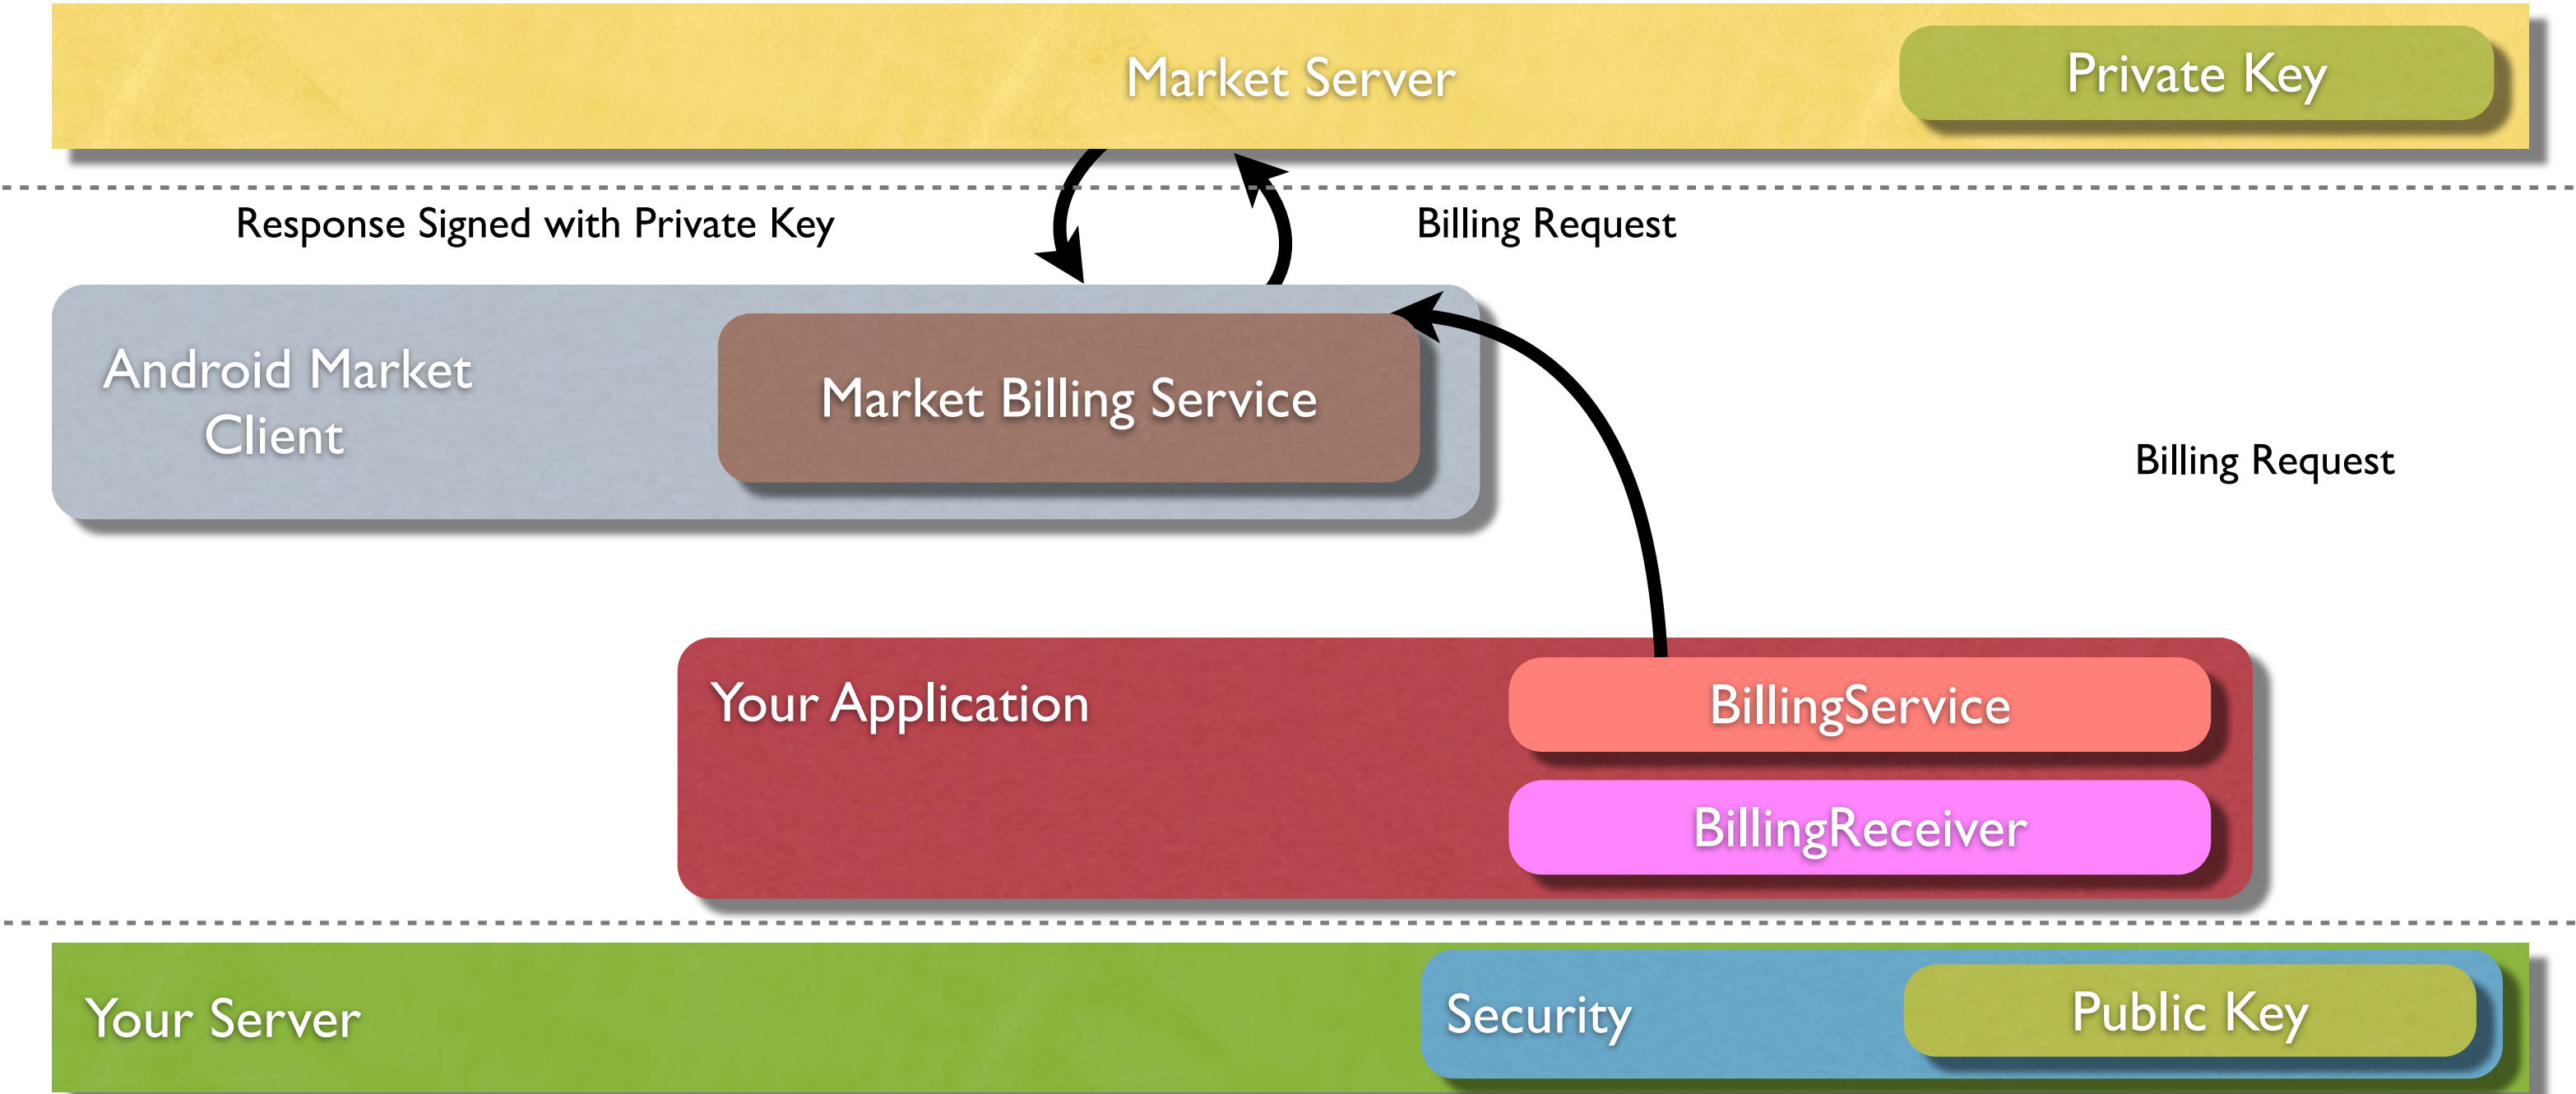 Market Server
Private Key
Response Signed with Private Key
Billing Request
Android Market
Client
Market Billing Service
Billing Request
Your Application
BillingService
BillingReceiver
Your Server
Security
Public Key